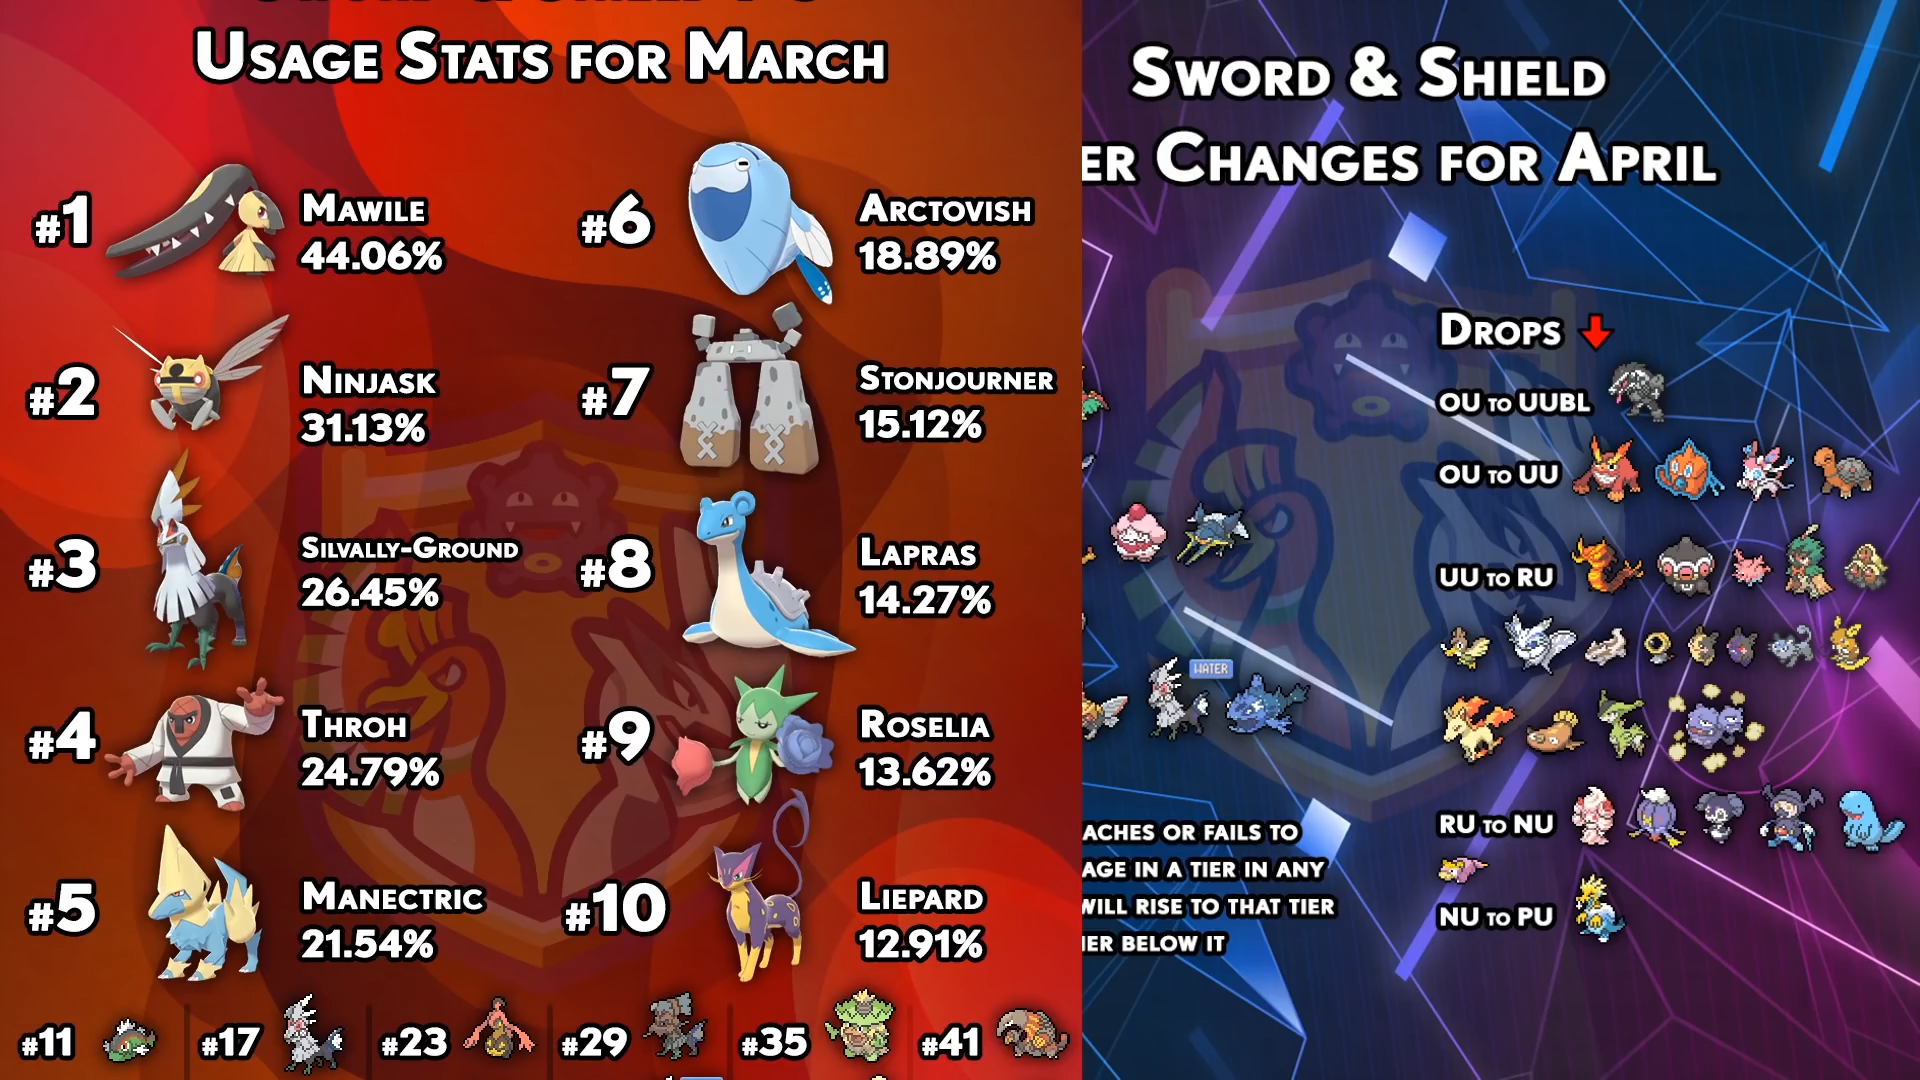 Usage Stats for March
#1
Mawile
44.06%
#2
Ninjask
31.13%
#3
Silvally-Ground
26.45%
#4
Throh
24.79%
#5
Manectric
21.54%
#6
Arctovish
18.89%
#7
Stonjourner
15.12%
#8
Lapras
14.27%
#9
Roselia
13.62%
#10
Liepard
12.91%
#11 #17 #23 #29 #35 #41
Sword & Shield
er Changes for April
Drops
OU to UUBL
OU to UU
UU to RU
WATER
RU to NU
NU to PU
aches or fails to
age in a tier in any
will rise to that tier
ier below it